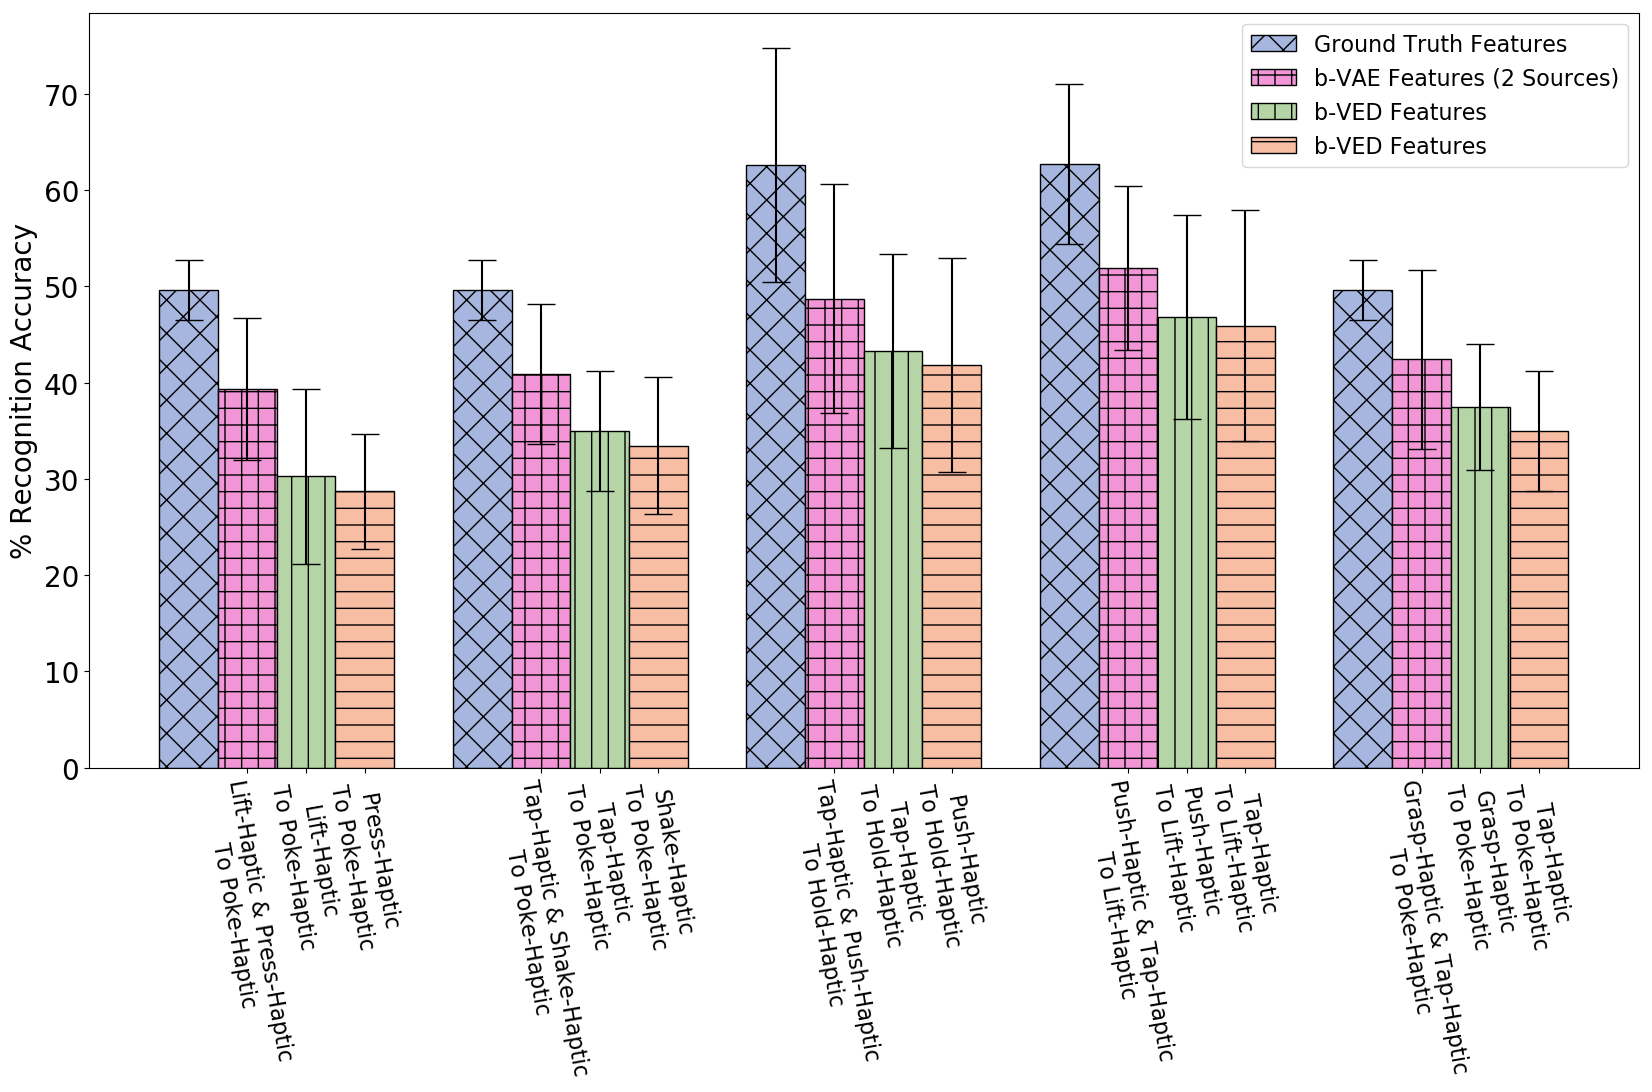 % Recognition Accuracy
70
60
50
40
30
20
10
0
Ground Truth Features
b-VAE Features (2 Sources)
b-VED Features
b-VED Features
Lift-Haptic & Press-Haptic
To Poke-Haptic
Lift-Haptic
To Poke-Haptic
Press-Haptic
To Poke-Haptic
Tap-Haptic & Shake-Haptic
To Poke-Haptic
Tap-Haptic
To Poke-Haptic
Shake-Haptic
To Poke-Haptic
Tap-Haptic & Push-Haptic
To Hold-Haptic
Tap-Haptic
To Hold-Haptic
Push-Haptic
To Hold-Haptic
Push-Haptic & Tap-Haptic
To Lift-Haptic
Push-Haptic
To Lift-Haptic
Tap-Haptic
To Lift-Haptic
Grasp-Haptic & Tap-Haptic
To Poke-Haptic
Grasp-Haptic
To Poke-Haptic
Tap-Haptic
To Poke-Haptic